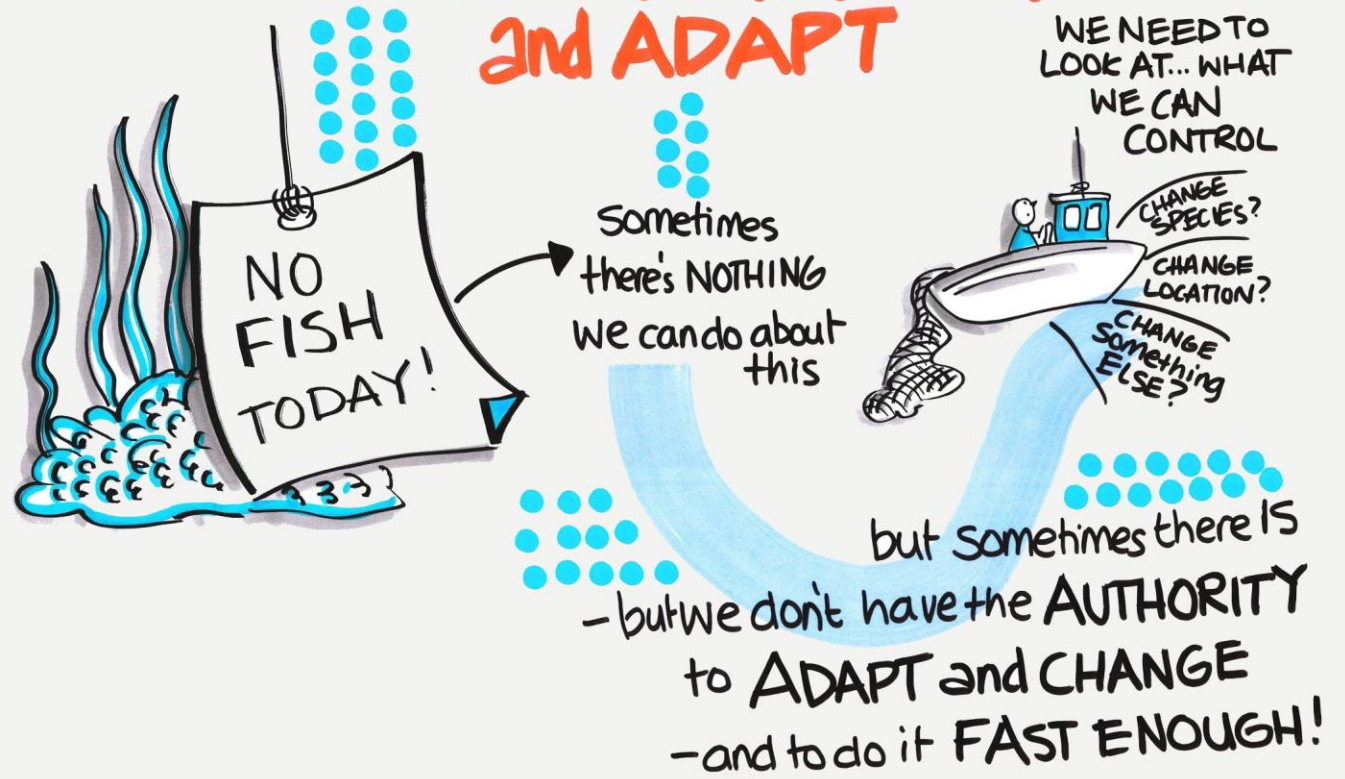 and ADAPT
NO
FISH
TODAY!
Sometimes
there's NOTHING
we can do about
this
WE NEED TO
LOOK AT... WHAT
WE CAN
CONTROL
CHANGE
SPECIES?
CHANGE
LOCATION?
CHANGE
Something
ELSE?
but sometimes there IS
- but we don't have the AUTHORITY
to ADAPT and CHANGE
- and to do it FAST ENOUGH!